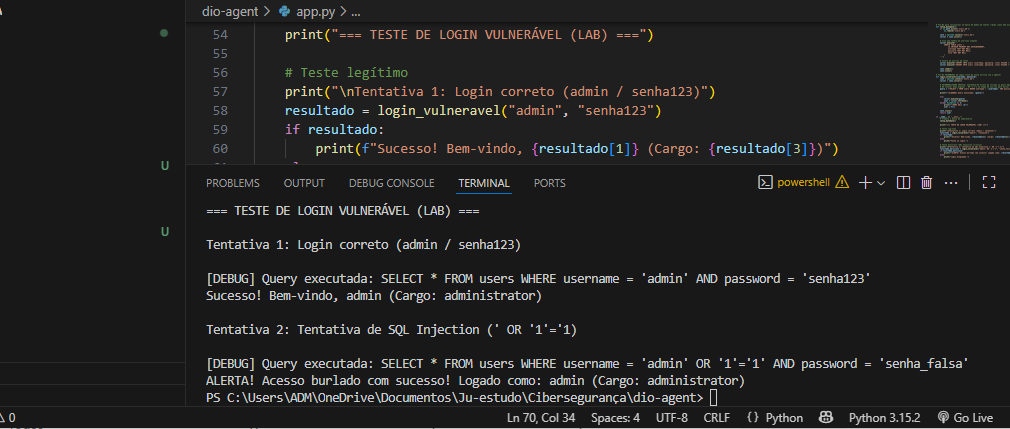 dio-agent > app.py > ...
54 print("=== TESTE DE LOGIN VULNERÁVEL (LAB) ===")
55
56 # Teste legítimo
57 print("\nTentativa 1: Login correto (admin / senha123)")
58 resultado = login_vulneravel("admin", "senha123")
59 if resultado:
60 print(f"Sucesso! Bem-vindo, {resultado[1]} (Cargo: {resultado[3]})")
U
U
PROBLEMS OUTPUT DEBUG CONSOLE TERMINAL PORTS powershell
=== TESTE DE LOGIN VULNERÁVEL (LAB) ===
Tentativa 1: Login correto (admin / senha123)
[DEBUG] Query executada: SELECT * FROM users WHERE username = 'admin' AND password = 'senha123'
Sucesso! Bem-vindo, admin (Cargo: administrator)
Tentativa 2: Tentativa de SQL Injection (' OR '1'='1)
[DEBUG] Query executada: SELECT * FROM users WHERE username = 'admin' OR '1'='1' AND password = 'senha_falsa'
ALERTA! Acesso burlado com sucesso! Logado como: admin (Cargo: administrator)
PS C:\Users\ADM\OneDrive\Documentos\Ju-estudo\Cibersegurança\dio-agent>
0 Ln 70, Col 34 Spaces: 4 UTF-8 CRLF {} Python Python 3.15.2 Go Live